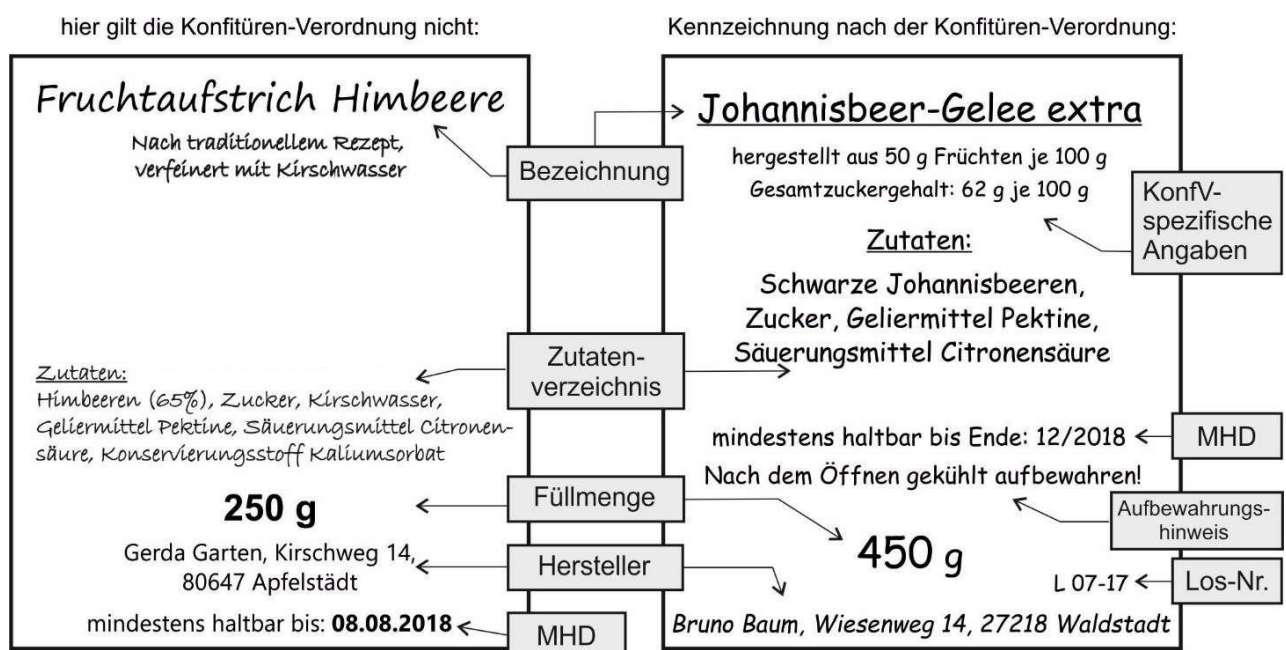 hier gilt die Konfitüren-Verordnung nicht:
Fruchtaufstrich Himbeere
Nach traditionellem Rezept,
verfeinert mit Kirschwasser
Zutaten:
Himbeeren (65%), Zucker, Kirschwasser,
Geliermittel Pektine, Säuerungsmittel Citronen-
säure, Konservierungsstoff Kaliumsorbat
250 g
Gerda Garten, Kirschweg 14,
80647 Apfelstädt
mindestens haltbar bis: 08.08.2018
Bezeichnung
Zutaten-
verzeichnis
Füllmenge
Hersteller
MHD
Kennzeichnung nach der Konfitüren-Verordnung:
Johannisbeer-Gelee extra
hergestellt aus 50 g Früchten je 100 g
Gesamtzuckergehalt: 62 g je 100 g
Zutaten:
Schwarze Johannisbeeren,
Zucker, Geliermittel Pektine,
Säuerungsmittel Citronensäure
mindestens haltbar bis Ende: 12/2018
Nach dem Öffnen gekühlt aufbewahren!
450 g
L 07-17
Bruno Baum, Wiesenweg 14, 27218 Waldstadt
KonfV-
spezifische
Angaben
MHD
Aufbewahrungs-
hinweis
Los-Nr.